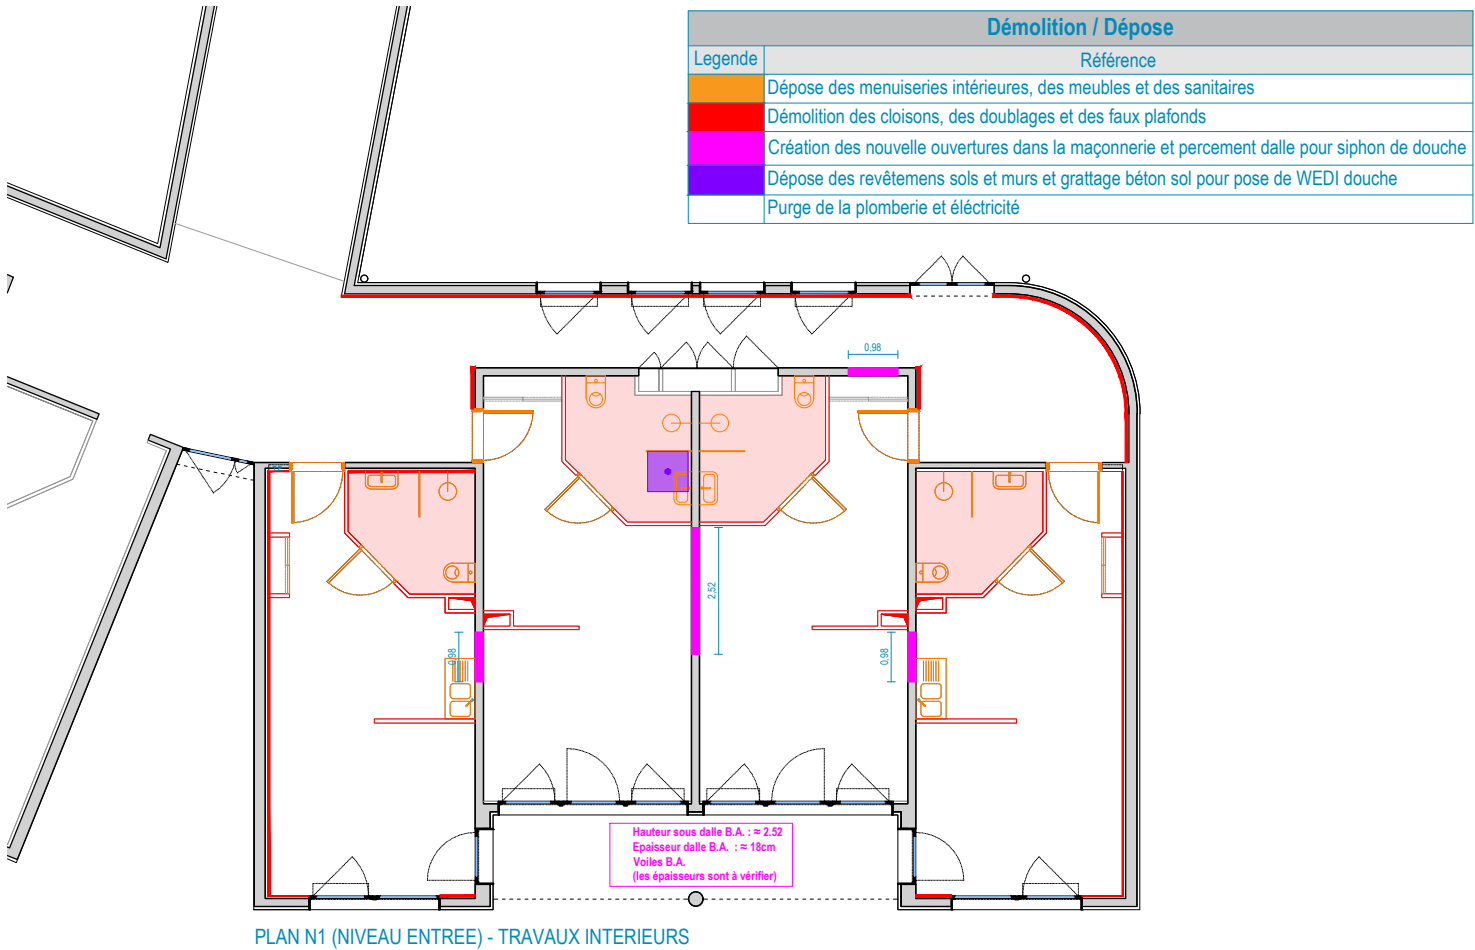 Démolition / Dépose
Legende
Référence
Dépose des menuiseries intérieures, des meubles et des sanitaires
Démolition des cloisons, des doublages et des faux plafonds
Création des nouvelle ouvertures dans la maçonnerie et percement dalle pour siphon de douche
Dépose des revêtemens sols et murs et grattage béton sol pour pose de WEDI douche
Purge de la plomberie et éléctricité
0,98
2,52
0,98
0,98
Hauteur sous dalle B.A. : ≈ 2.52
Epaisseur dalle B.A. : ≈ 18cm
Voiles B.A.
(les épaisseurs sont à vérifier)
PLAN N1 (NIVEAU ENTREE) - TRAVAUX INTERIEURS